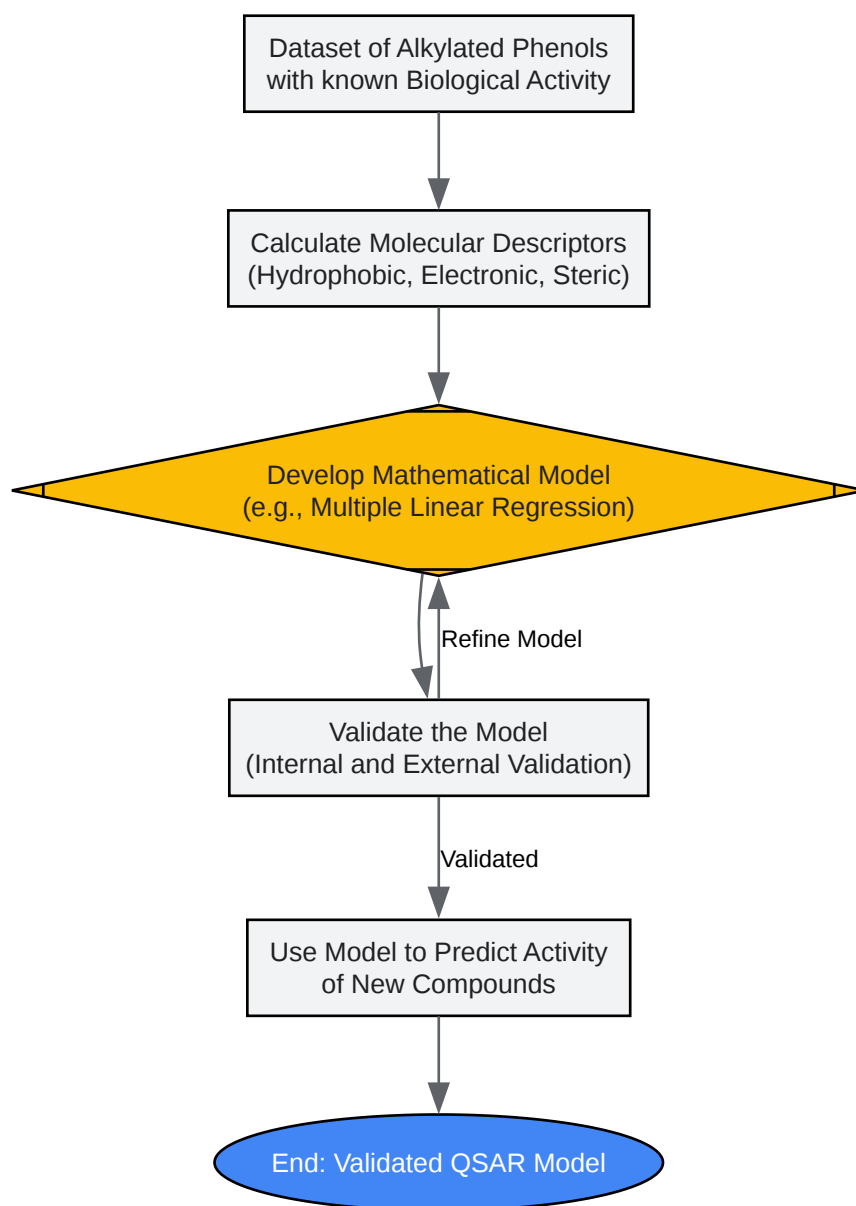 Dataset of Alkylated Phenols
with known Biological Activity
Calculate Molecular Descriptors
(Hydrophobic, Electronic, Steric)
Develop Mathematical Model
(e.g., Multiple Linear Regression)
Refine Model
Validate the Model
(Internal and External Validation)
Validated
Use Model to Predict Activity
of New Compounds
End: Validated QSAR Model